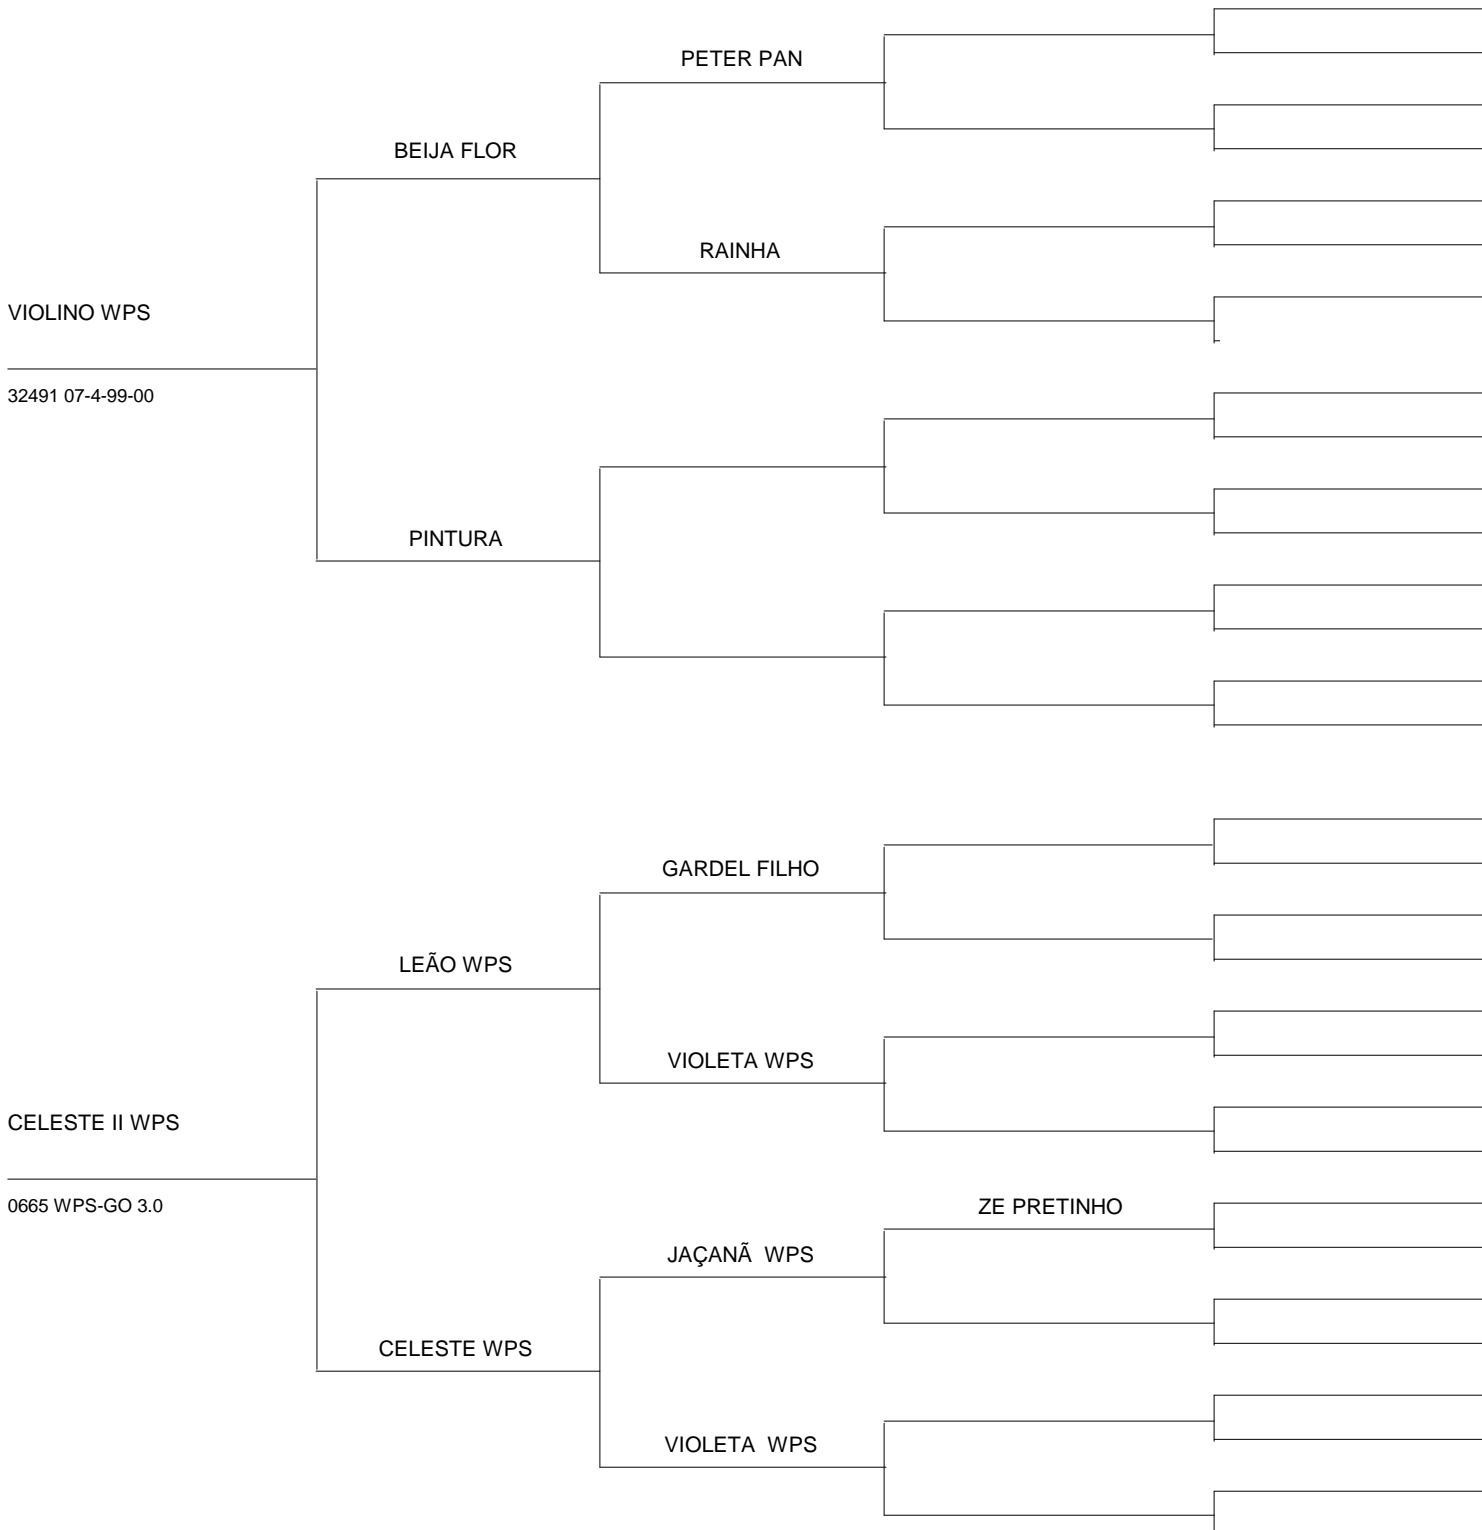 PETER PAN
BEIJA FLOR
RAINHA
VIOLINO WPS
32491 07-4-99-00
PINTURA
GARDEL FILHO
LEÃO WPS
VIOLETA WPS
CELESTE II WPS
0665 WPS-GO 3.0
ZE PRETINHO
JAÇANÃ  WPS
CELESTE WPS
VIOLETA  WPS